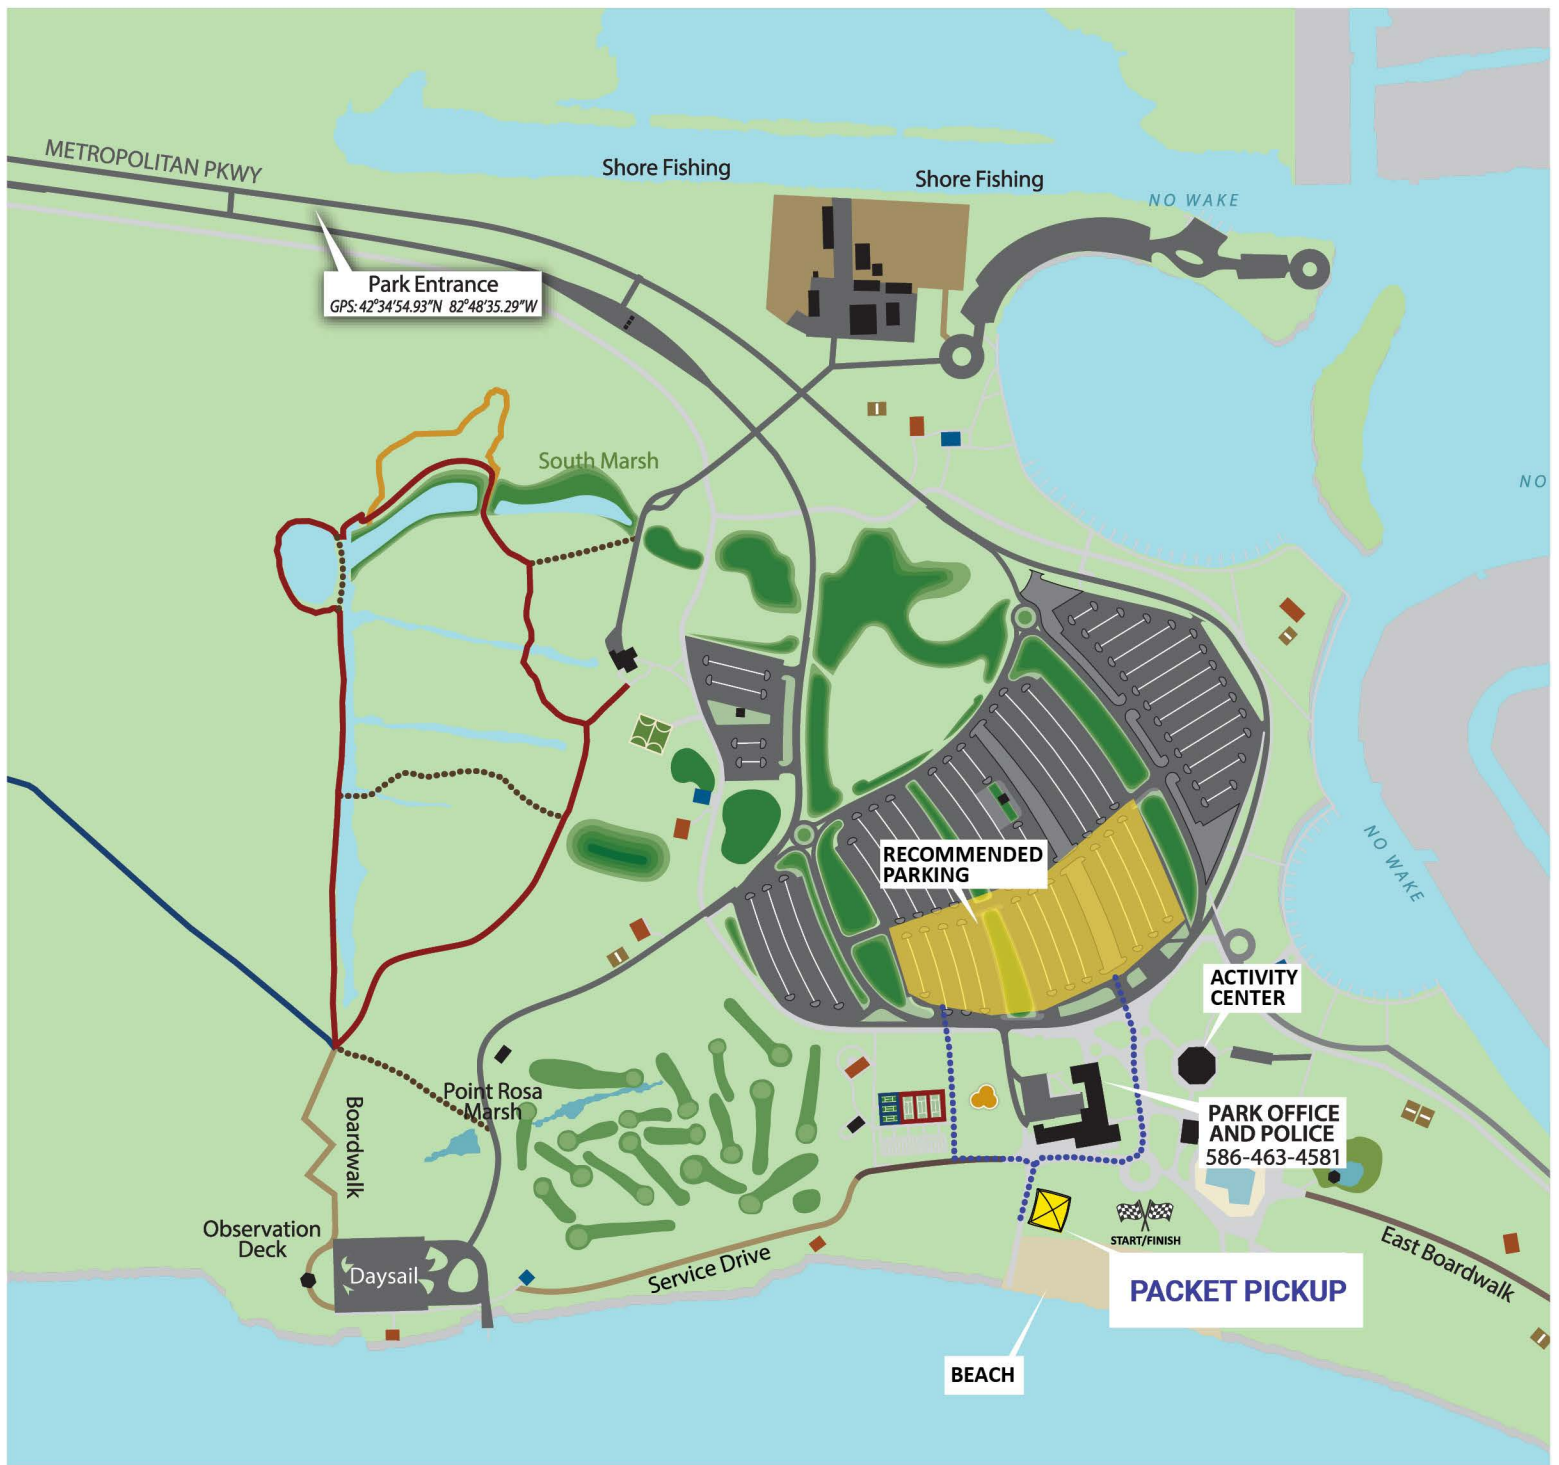 METROPOLITAN PKWY
Shore Fishing
Shore Fishing
NO WAKE
Park Entrance
GPS: 42°34'54.93"N 82°48'35.29"W
South Marsh
NO
RECOMMENDED
PARKING
NO WAKE
ACTIVITY
CENTER
Point Rosa
Marsh
Boardwalk
PARK OFFICE
AND POLICE
586-463-4581
Observation
Deck
Daysail
Service Drive
START/FINISH
East Boardwalk
PACKET PICKUP
BEACH